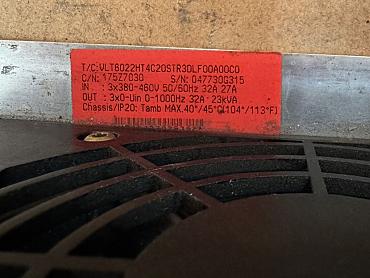 T/C:VLT8022HT4C20STR3DLF00A00C0
C/N: 175Z7030 S/N: 047730G315
IN : 3x380-460V 50/60Hz 32A 27A
OUT : 3x0-Uin 0-1000Hz 32A 23kVA
Chassis/IP20: Tamb MAX.40°/45°C(104°/113°F)